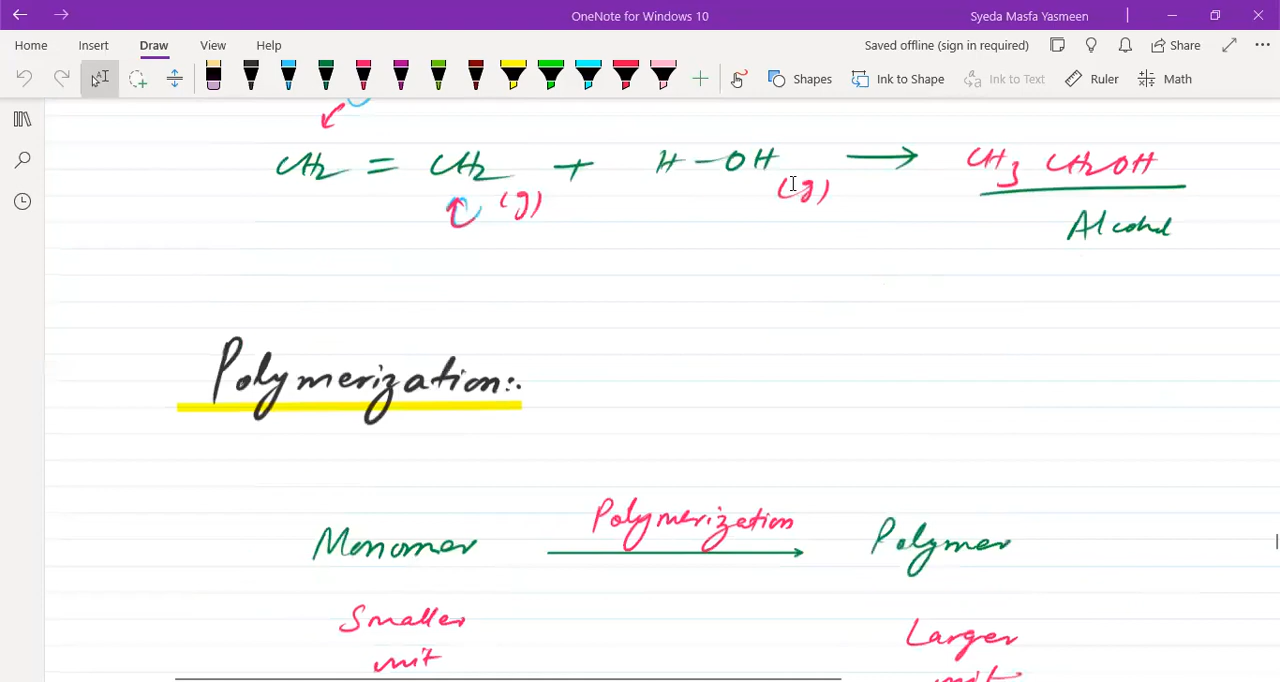 OneNote for Windows 10
Syeda Masfa Yasmeen
Home Insert Draw View Help
Saved offline (sign in required)
Share
Shapes
Ink to Shape
Ink to Text
Ruler
Math
CH2 = CH2 (g) + H-OH (g) → CH3 CH2OH
Alcohol
Polymerization:.
Polymerization
Monomer → Polymer
Smaller unit
Larger unit